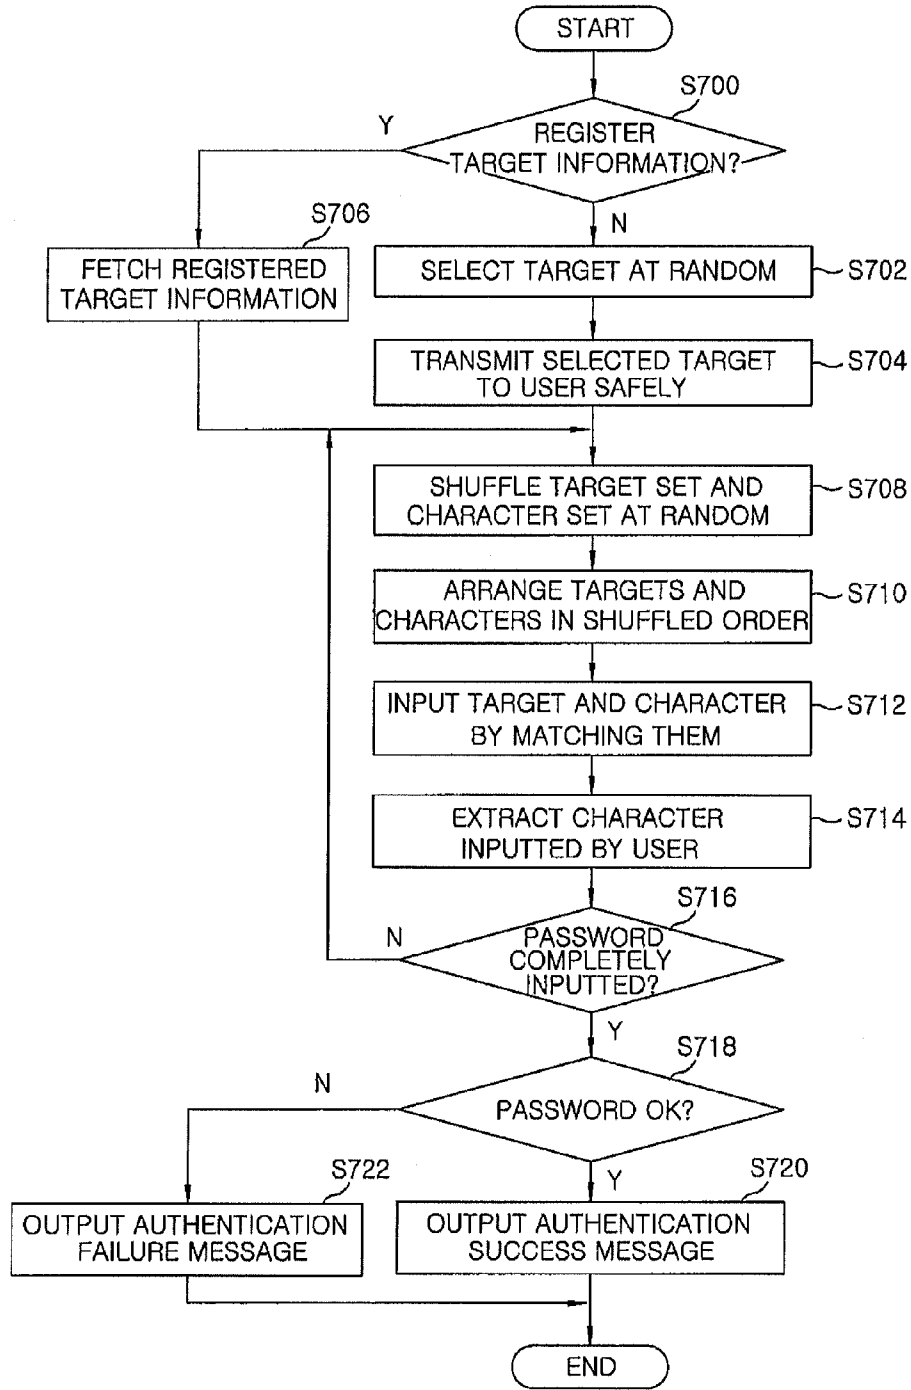 START
S700
Y
REGISTER
TARGET INFORMATION?
S706
N
FETCH REGISTERED
TARGET INFORMATION
SELECT TARGET AT RANDOM
S702
TRANSMIT SELECTED TARGET
TO USER SAFELY
S704
SHUFFLE TARGET SET AND
CHARACTER SET AT RANDOM
S708
ARRANGE TARGETS AND
CHARACTERS IN SHUFFLED ORDER
S710
INPUT TARGET AND CHARACTER
BY MATCHING THEM
S712
EXTRACT CHARACTER
INPUTTED BY USER
S714
S716
N
PASSWORD
COMPLETELY
INPUTTED?
Y
S718
N
PASSWORD OK?
S722
Y
S720
OUTPUT AUTHENTICATION
FAILURE MESSAGE
OUTPUT AUTHENTICATION
SUCCESS MESSAGE
END